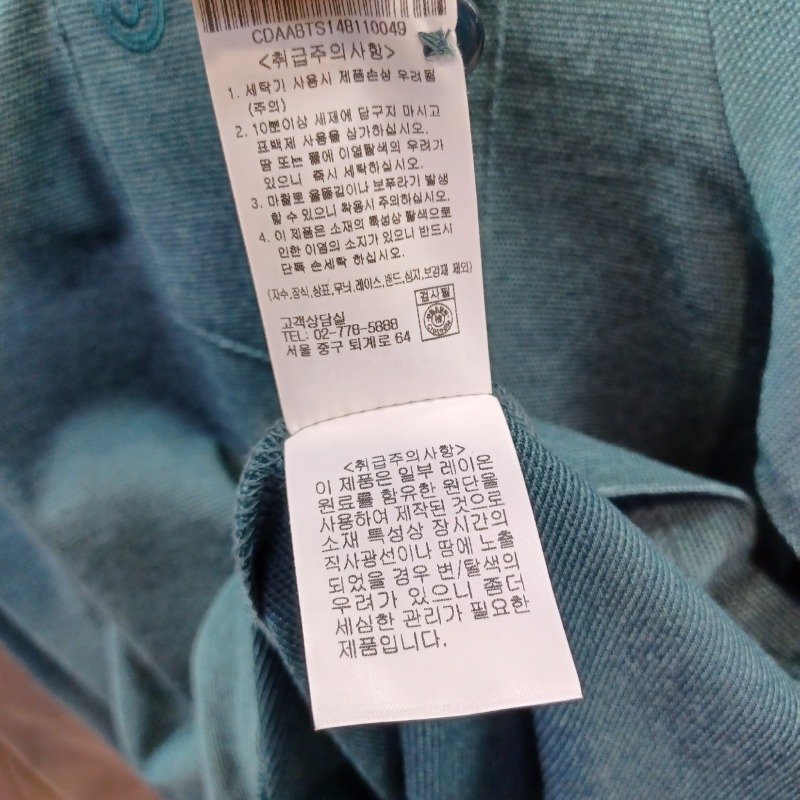 CDAABTS148110049
<취급주의사항>
1. 세탁기 사용시 제품손상 우려됨
(주의)
2. 10분이상 세재에 담구지 마시고
표백제 사용을 삼가하십시오.
땀 또는 물에 이염탈색의 우려가
있으니 즉시 세탁하십시오.
3. 마찰로 올뜯김이나 보푸라기 발생
할 수 있으니 착용시 주의하십시오.
4. 이 제품은 소재의 특성상 탈색으로
인한 이염의 소지가 있으니 반드시
단독 손세탁 하십시오.
(자수,장식,상표,무늬,레이스,밴드,심지,보강재 제외)
검사필
고객상담실
TEL: 02-778-5888
서울 중구 퇴계로 64
<취급주의사항>
이 제품은 일부 레이온
원료를 함유한 원단을
사용하여 제작된 것으로
소재 특성상 장시간의
직사광선이나 땀에 노출
되었을 경우 변/탈색의
우려가 있으니 좀더
세심한 관리가 필요한
제품입니다.